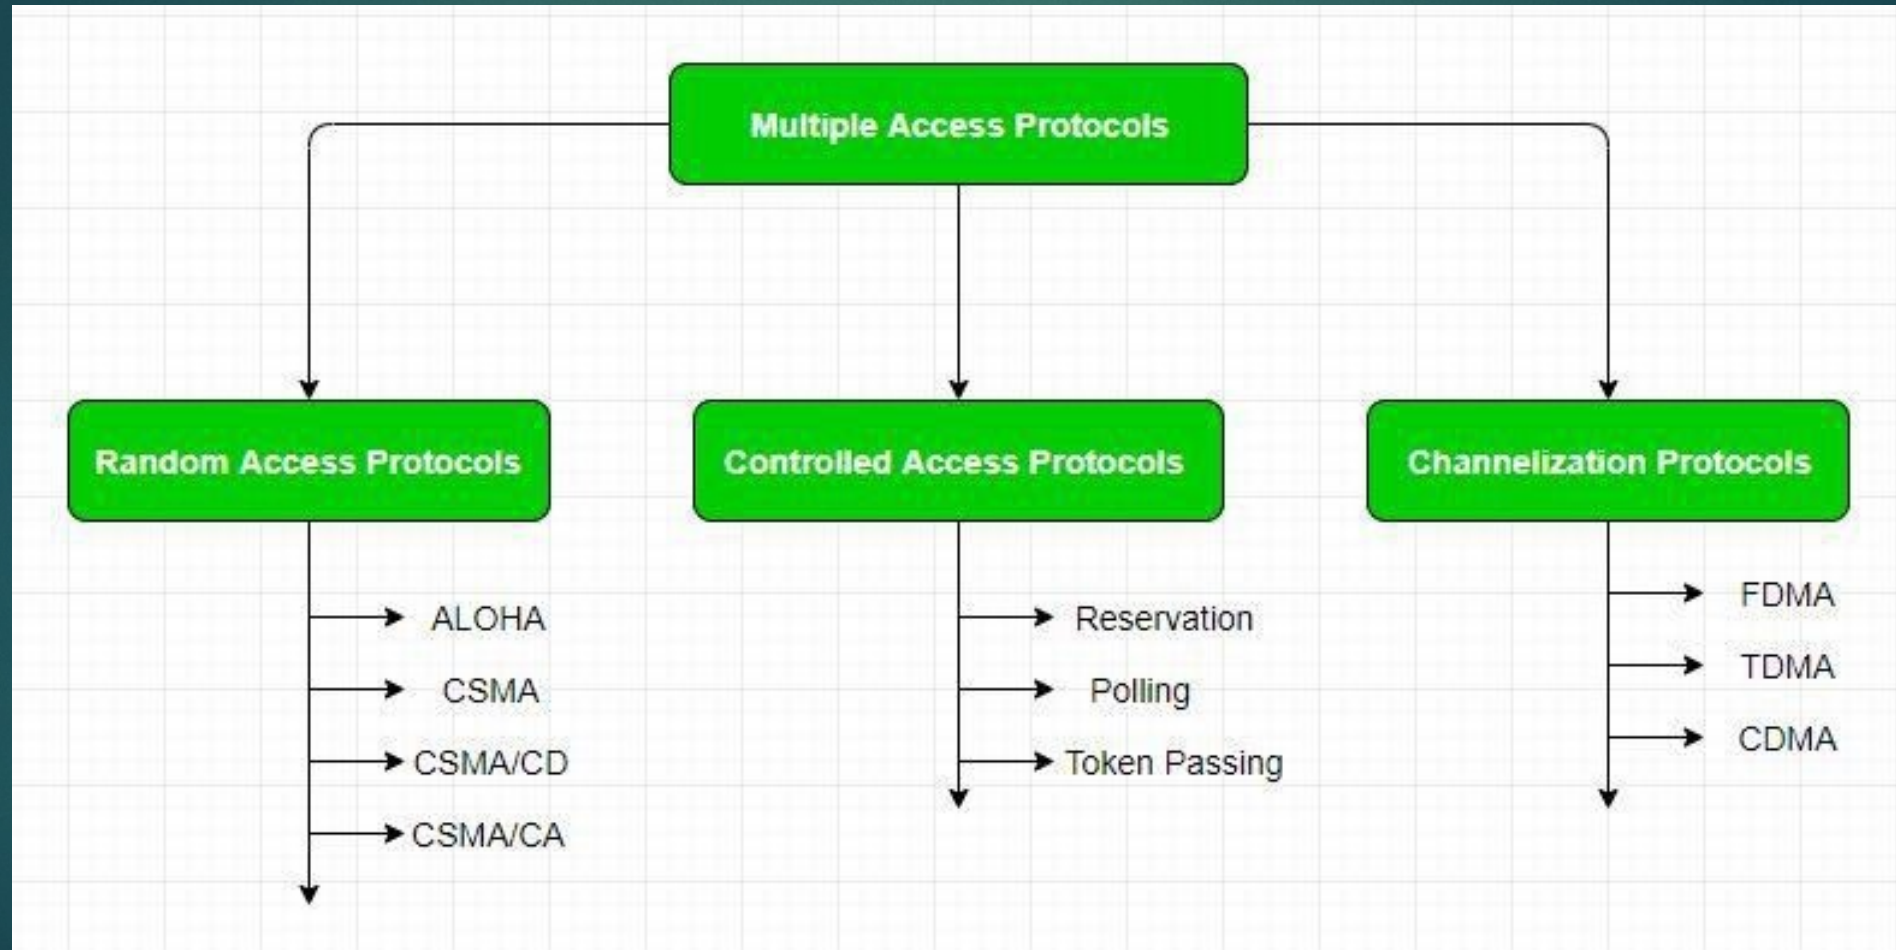 Multiple Access Protocols
Random Access Protocols
Controlled Access Protocols
Channelization Protocols
ALOHA
CSMA
CSMA/CD
CSMA/CA
Reservation
Polling
Token Passing
FDMA
TDMA
CDMA